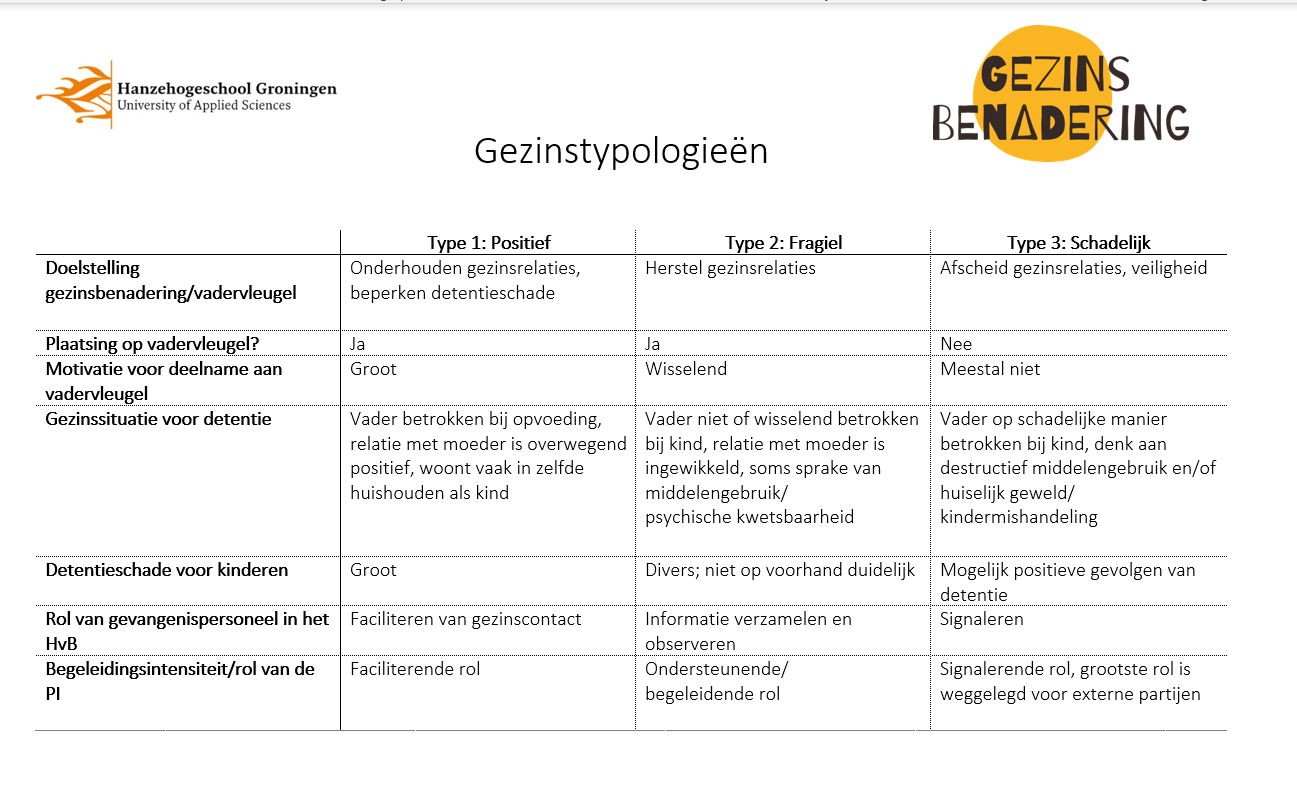 Hanzehogeschool Groningen
University of Applied Sciences
GEZINS
BENADERING
Gezinstypologieën
Type 1: Positief Type 2: Fragiel Type 3: Schadelijk
Doelstelling Onderhouden gezinsrelaties, Herstel gezinsrelaties Afscheid gezinsrelaties, veiligheid
gezinsbenadering/vadervleugel beperken detentieschade
Plaatsing op vadervleugel? Ja Ja Nee
Motivatie voor deelname aan Groot Wisselend Meestal niet
vadervleugel
Gezinssituatie voor detentie Vader betrokken bij opvoeding, Vader niet of wisselend betrokken Vader op schadelijke manier
relatie met moeder is overwegend bij kind, relatie met moeder is betrokken bij kind, denk aan
positief, woont vaak in zelfde ingewikkeld, soms sprake van destructief middelengebruik en/of
huishouden als kind middelengebruik/ huiselijk geweld/
psychische kwetsbaarheid kindermishandeling
Detentieschade voor kinderen Groot Divers; niet op voorhand duidelijk Mogelijk positieve gevolgen van
detentie
Rol van gevangenispersoneel in het Faciliteren van gezinscontact Informatie verzamelen en Signaleren
HvB observeren
Begeleidingsintensiteit/rol van de Faciliterende rol Ondersteunende/ Signalerende rol, grootste rol is
PI begeleidende rol weggelegd voor externe partijen